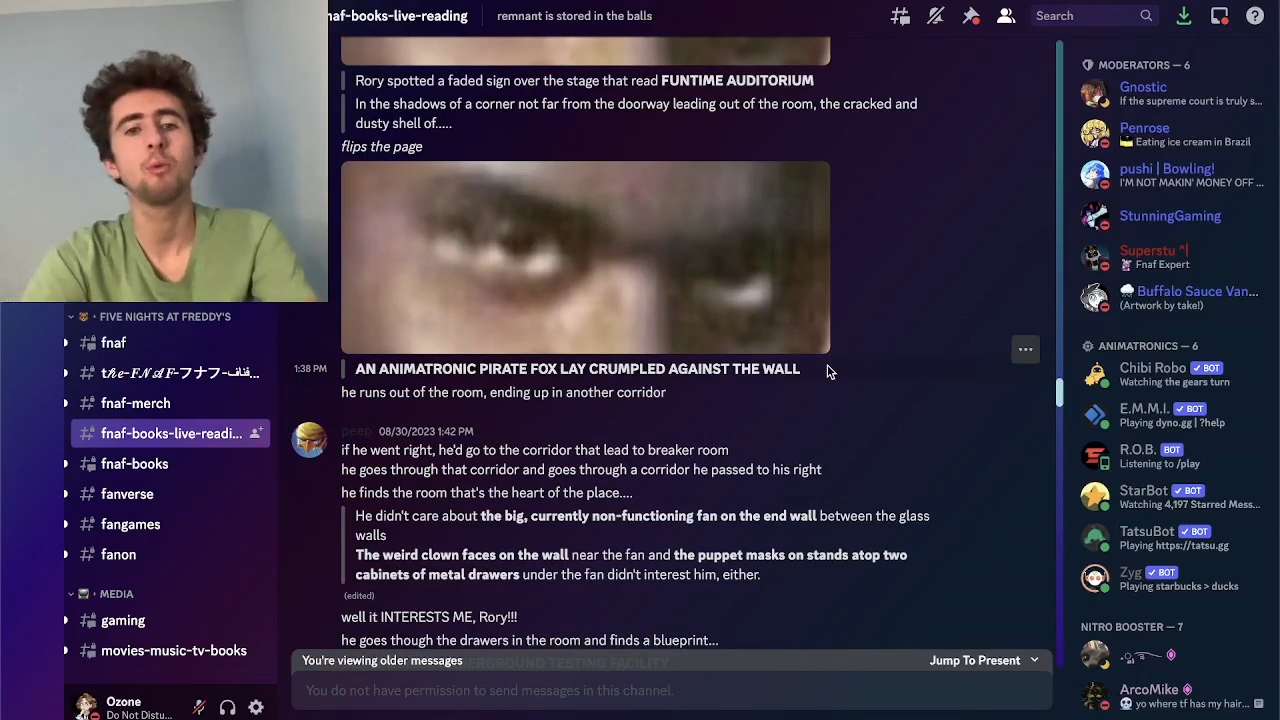 fnaf-books-live-reading
remnant is stored in the balls
Search
Rory spotted a faded sign over the stage that read FUNTIME AUDITORIUM
In the shadows of a corner not far from the doorway leading out of the room, the cracked and
dusty shell of.....
flips the page
1:38 PM
AN ANIMATRONIC PIRATE FOX LAY CRUMPLED AGAINST THE WALL
he runs out of the room, ending up in another corridor
peep 08/30/2023 1:42 PM
if he went right, he'd go to the corridor that lead to breaker room
he goes through that corridor and goes through a corridor he passed to his right
he finds the room that's the heart of the place....
He didn't care about the big, currently non-functioning fan on the end wall between the glass
walls
The weird clown faces on the wall near the fan and the puppet masks on stands atop two
cabinets of metal drawers under the fan didn't interest him, either.
(edited)
well it INTERESTS ME, Rory!!!
he goes though the drawers in the room and finds a blueprint...
You're viewing older messages
Jump To Present
You do not have permission to send messages in this channel.
FIVE NIGHTS AT FREDDY'S
fnaf
fnaf-merch
fnaf-books-live-readi...
fnaf-books
fanverse
fangames
fanon
MEDIA
gaming
movies-music-tv-books
Ozone
Do Not Distu...
MODERATORS — 6
Gnostic
If the supreme court is truly s...
Penrose
Eating ice cream in Brazil
pushi | Bowling!
I'M NOT MAKIN' MONEY OFF ...
StunningGaming
Superstu ^|
Fnaf Expert
Buffalo Sauce Van...
(Artwork by take!)
ANIMATRONICS — 6
Chibi Robo BOT
Watching the gears turn
E.M.M.I. BOT
Playing dyno.gg | ?help
R.O.B. BOT
Listening to /play
StarBot BOT
Watching 4,197 Starred Mess...
TatsuBot BOT
Playing https://tatsu.gg
Zyg BOT
Playing starbucks > ducks
NITRO BOOSTER — 7
ArcoMike
yo where tf has my hair...